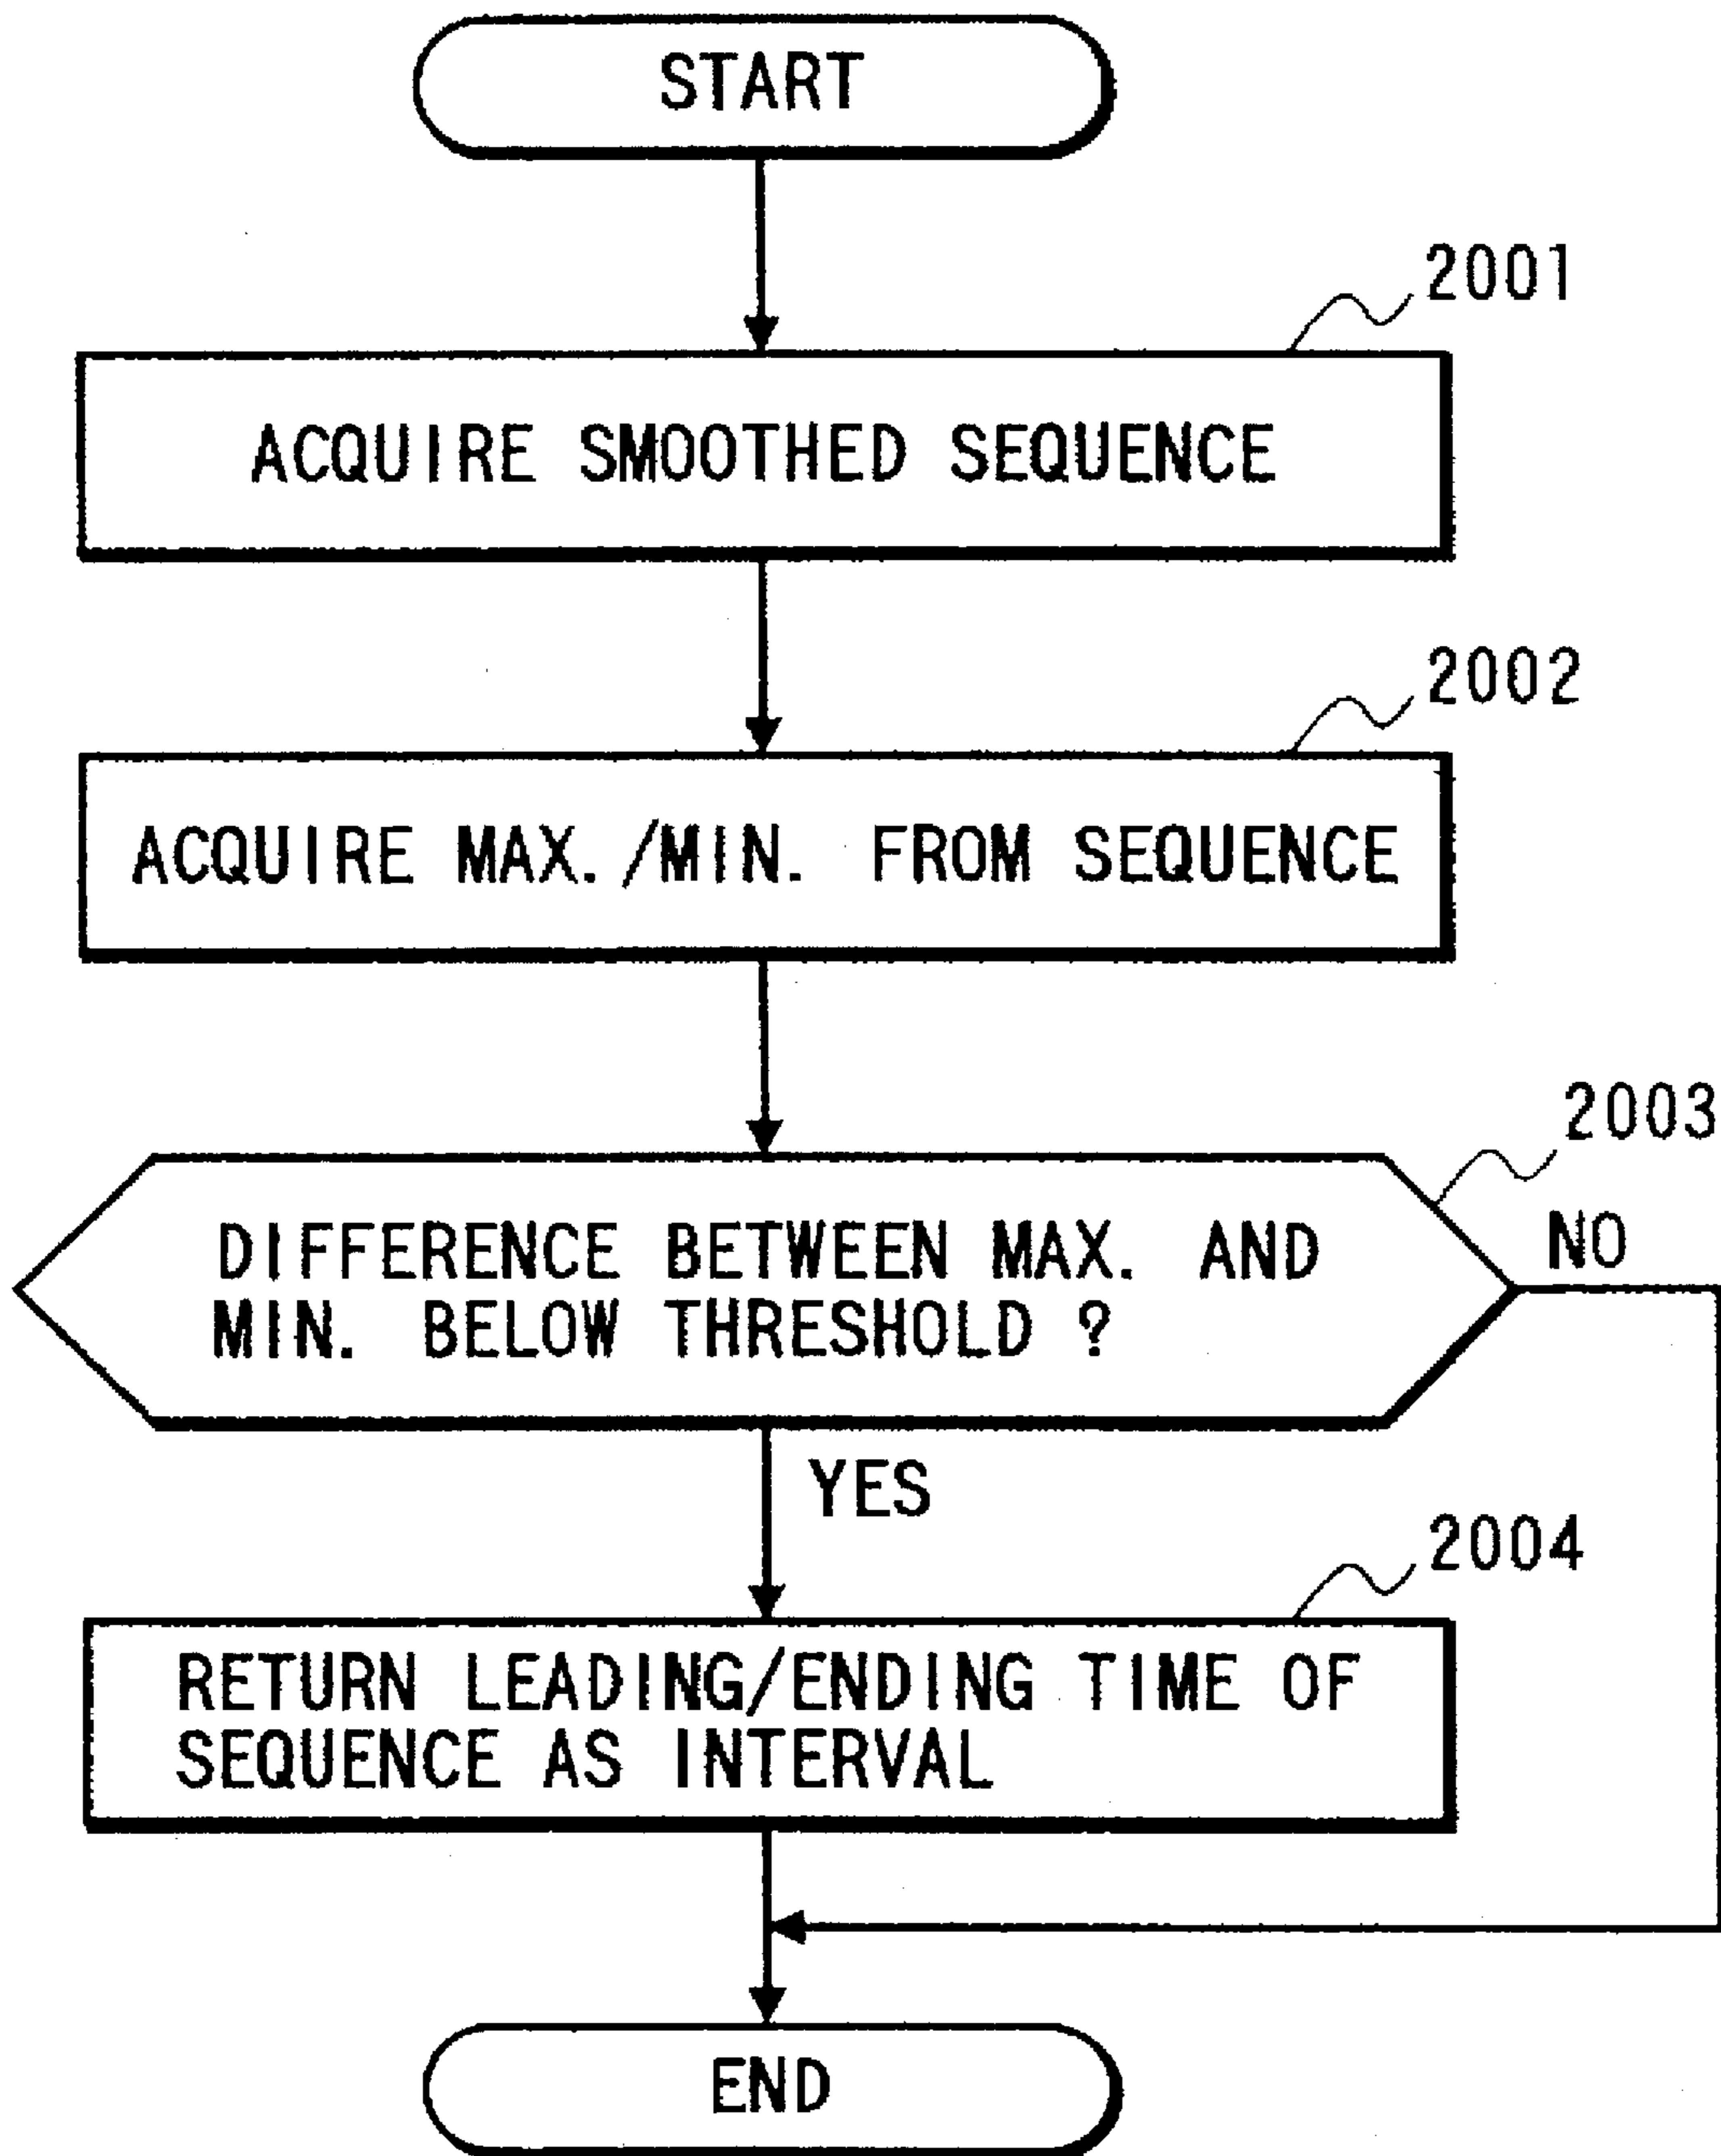 START
2001
ACQUIRE SMOOTHED SEQUENCE
2002
ACQUIRE MAX./MIN. FROM SEQUENCE
2003
DIFFERENCE BETWEEN MAX. AND
MIN. BELOW THRESHOLD ?
NO
YES
2004
RETURN LEADING/ENDING TIME OF
SEQUENCE AS INTERVAL
END